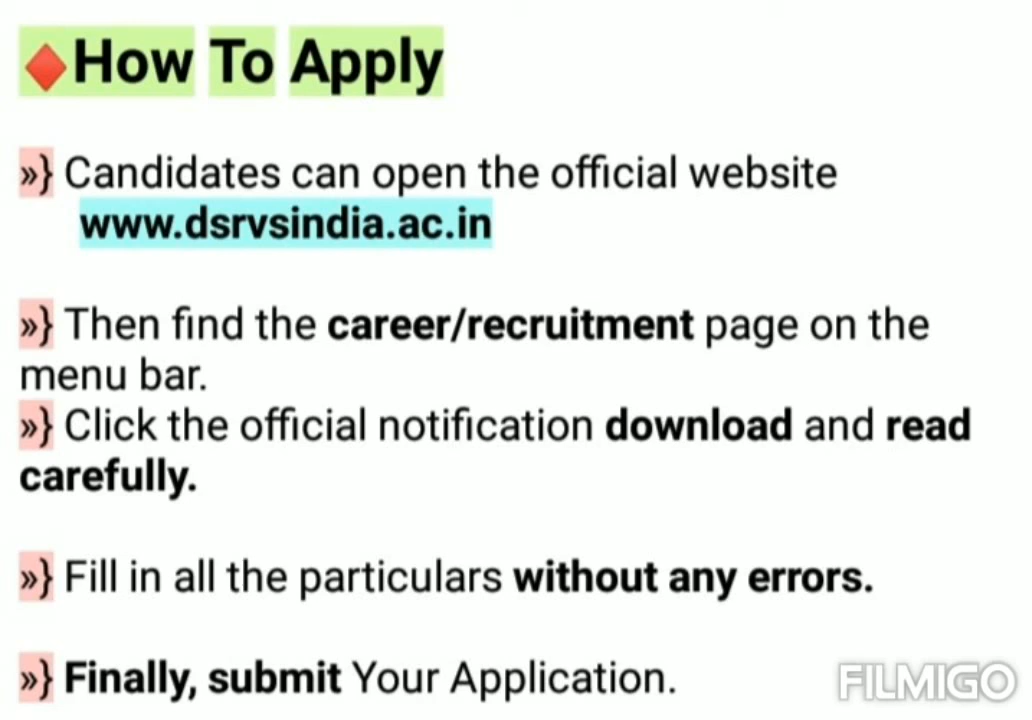 ♦How To Apply
»} Candidates can open the official website
www.dsrvsindia.ac.in
»} Then find the career/recruitment page on the
menu bar.
»} Click the official notification download and read
carefully.
»} Fill in all the particulars without any errors.
»} Finally, submit Your Application.
FILMIGO